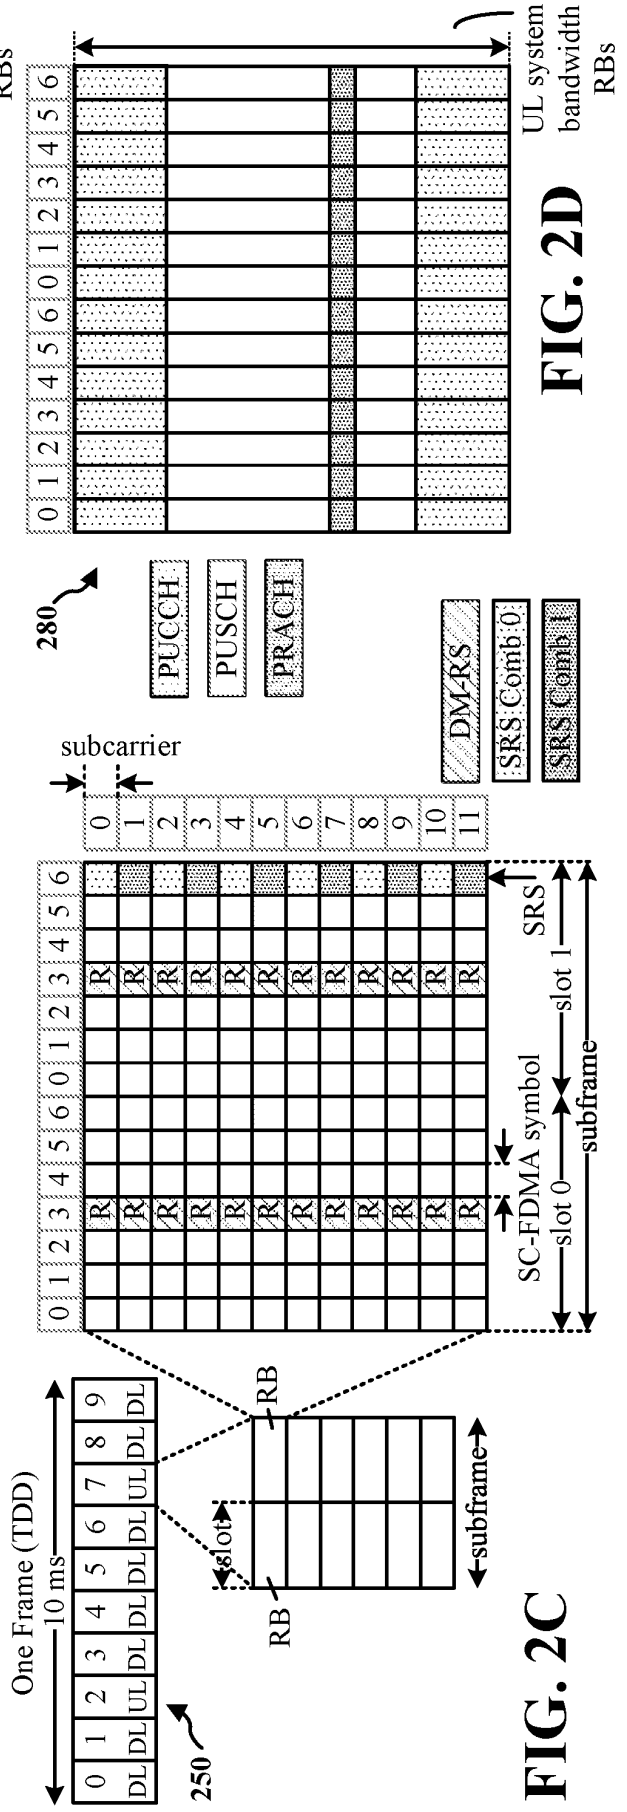 One Frame (TDD)
10 ms
0 1 2 3 4 5 6 7 8 9
DL DL UL DL DL DL DL UL DL DL
250
slot
RB
RB
subframe
FIG. 2C
0 1 2 3 4 5 6 0 1 2 3 4 5 6
subcarrier
R R 0
R R 1
R R 2
R R 3
R R 4
R R 5
R R 6
R R 7
R R 8
R R 9
R R 10
R R 11
SC-FDMA symbol
SRS
slot 0
slot 1
subframe
280
PUCCH
PUSCH
PRACH
DM-RS
SRS Comb 0
SRS Comb 1
0 1 2 3 4 5 6 0 1 2 3 4 5 6
RBs
UL system
bandwidth
RBs
FIG. 2D